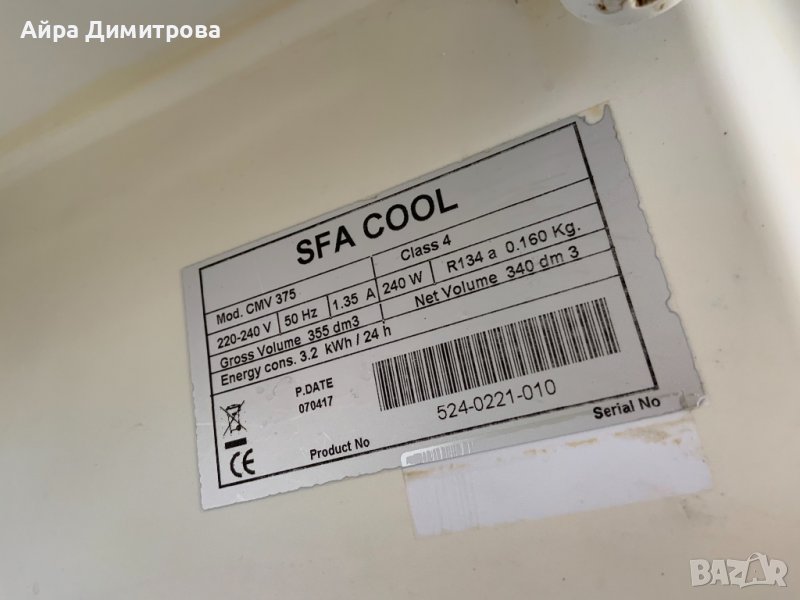 Айра Димитрова
SFA COOL
Mod. CMV 375 Class 4
220-240 V 50 Hz 1.35 A 240 W R134 a 0.160 Kg.
Gross Volume 355 dm3 Net Volume 340 dm 3
Energy cons. 3.2 kWh / 24 h
P.DATE
070417
524-0221-010
CE Product No Serial No
BAZAR